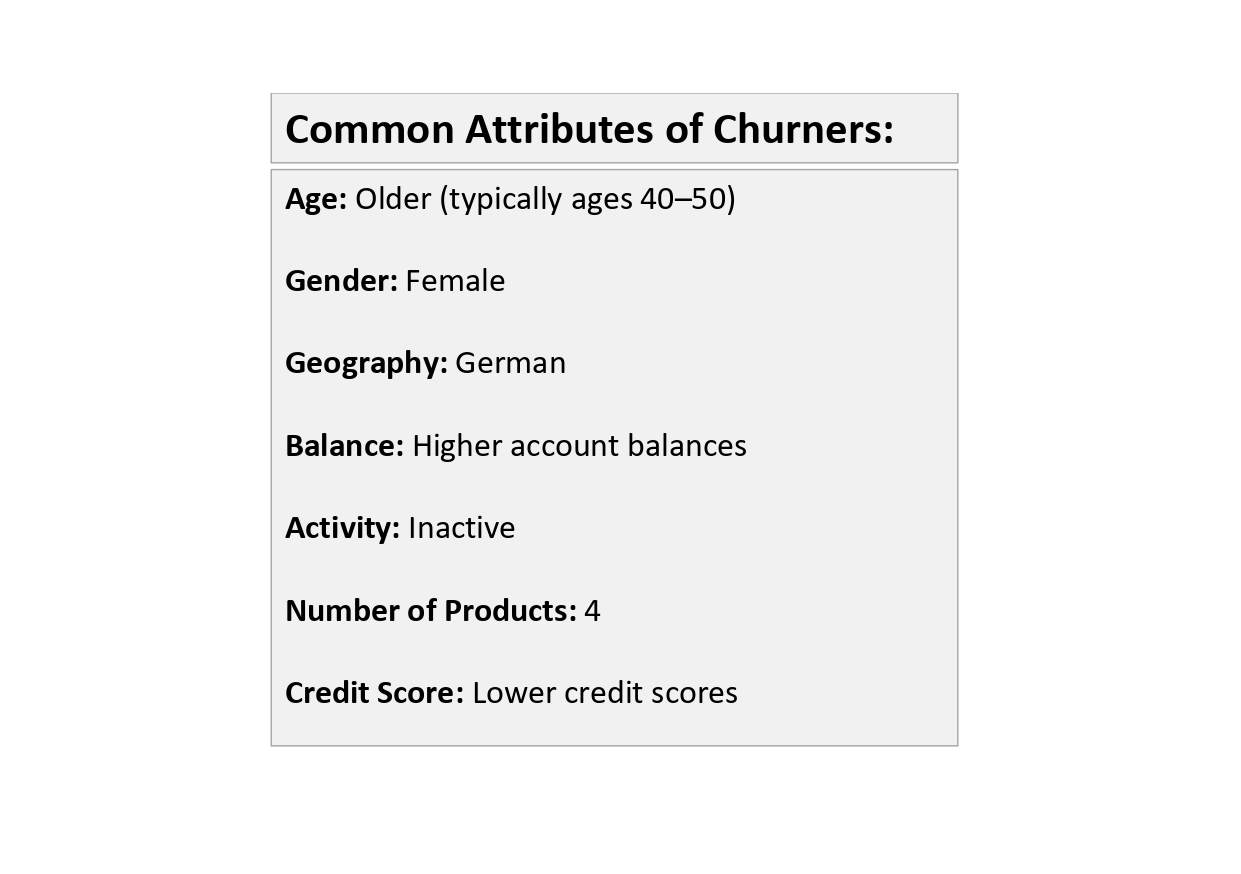 Common Attributes of Churners:
Age: Older (typically ages 40–50)
Gender: Female
Geography: German
Balance: Higher account balances
Activity: Inactive
Number of Products: 4
Credit Score: Lower credit scores